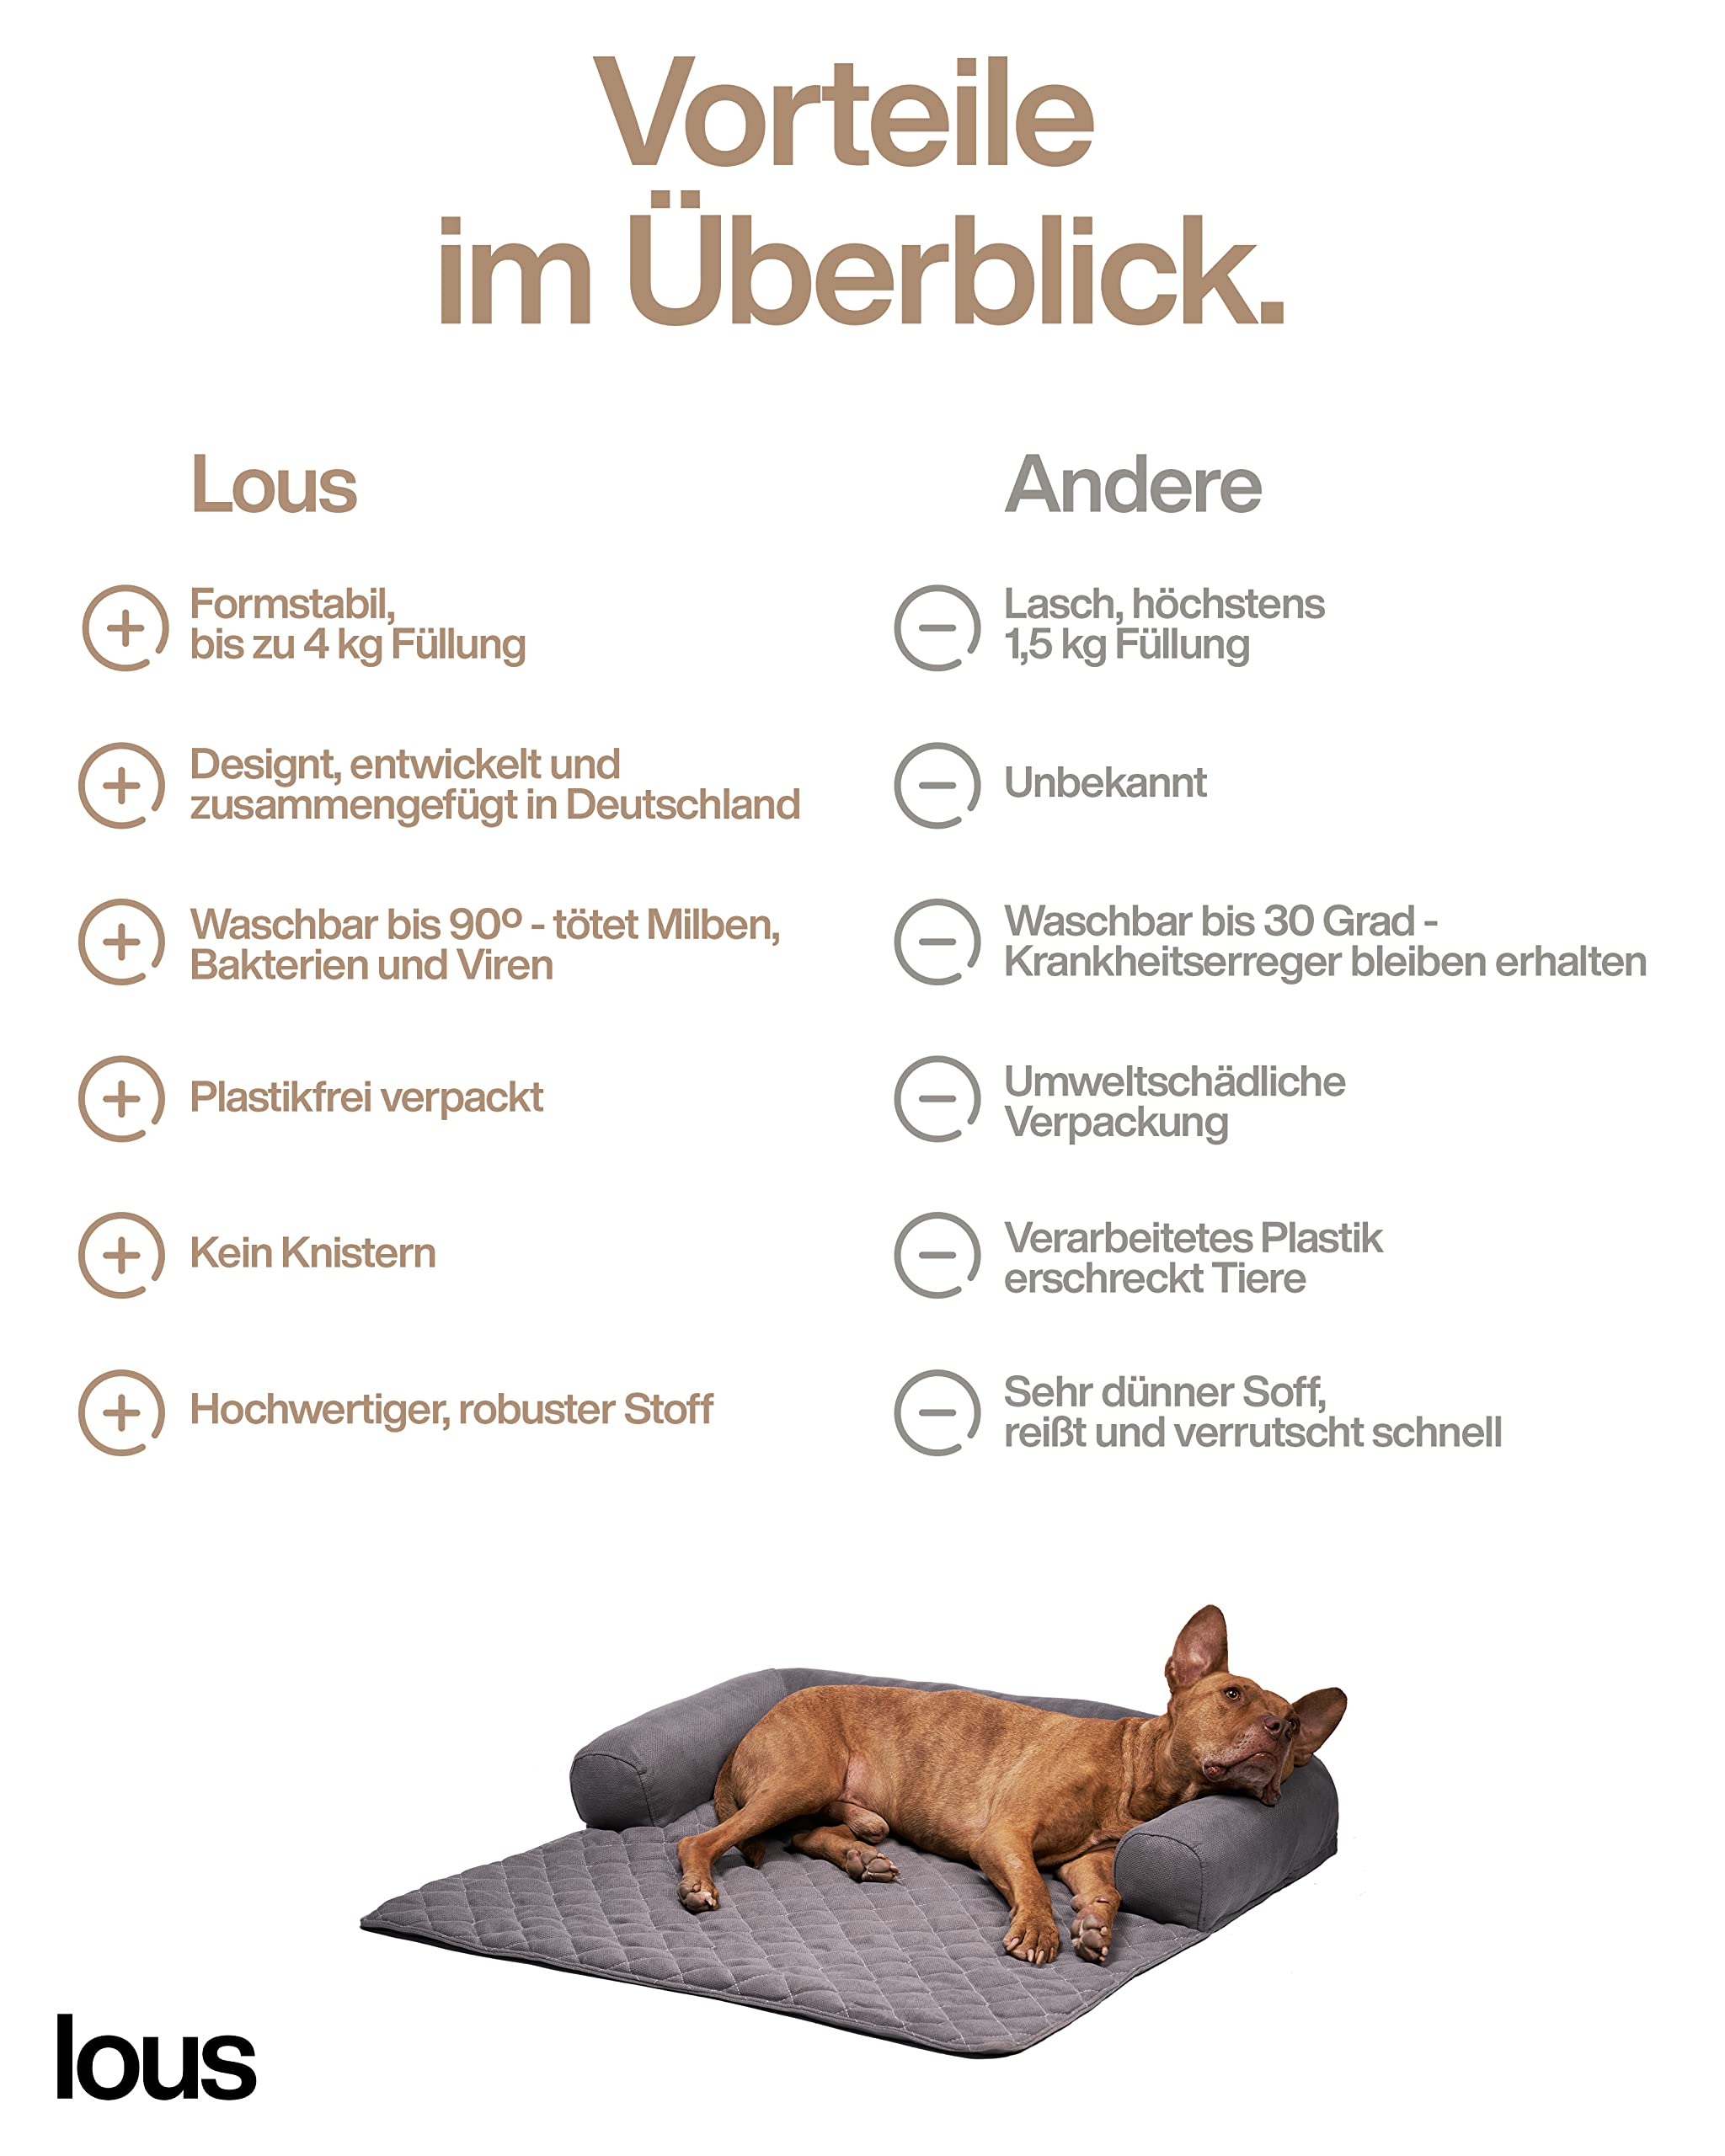 Vorteile
im Überblick.
Lous
Formstabil,
bis zu 4 kg Füllung
Designt, entwickelt und
zusammengefügt in Deutschland
Waschbar bis 90º - tötet Milben,
Bakterien und Viren
Plastikfrei verpackt
Kein Knistern
Hochwertiger, robuster Stoff
Andere
Lasch, höchstens
1,5 kg Füllung
Unbekannt
Waschbar bis 30 Grad -
Krankheitserreger bleiben erhalten
Umweltschädliche
Verpackung
Verarbeitetes Plastik
erschreckt Tiere
Sehr dünner Soff,
reißt und verrutscht schnell
lous